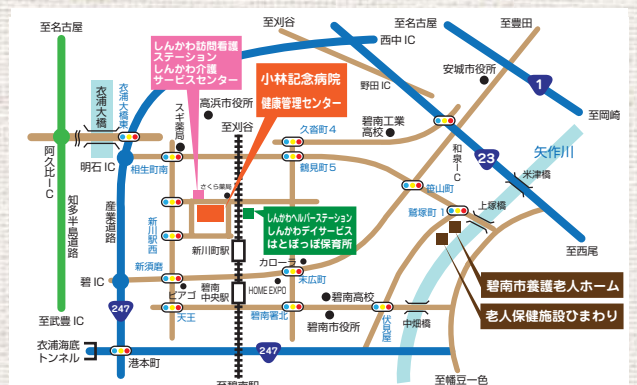 至名古屋
至刈谷
至名古屋
至豊田
西中IC
しんかわ訪問看護
ステーション
しんかわ介護
サービスセンター
野田IC
安城市役所
1
衣浦大橋
衣浦大橋東
スギ薬局
高浜市役所
小林記念病院
健康管理センター
至岡崎
至刈谷
久沓町4
碧南工業
高校
和泉IC
23
矢作川
阿久比IC
明石IC
相生町南
鶴見町5
米津橋
知多半島道路
産業道路
さくら薬局
笹山町
上塚橋
鷲塚町1
新川町駅西
しんかわヘルパーステーション
しんかわデイサービス
はとぽっぽ保育所
新川町駅
至西尾
新須磨
カローラ
碧IC
ピアゴ
碧南
中央駅
HOME EXPO
末広町
碧南市養護老人ホーム
247
碧南高校
老人保健施設ひまわり
至武豊IC
天王
碧南署北
碧南市役所
伏見屋
中畑橋
衣浦海底
トンネル
港本町
247
至碧南駅
至幡豆一色